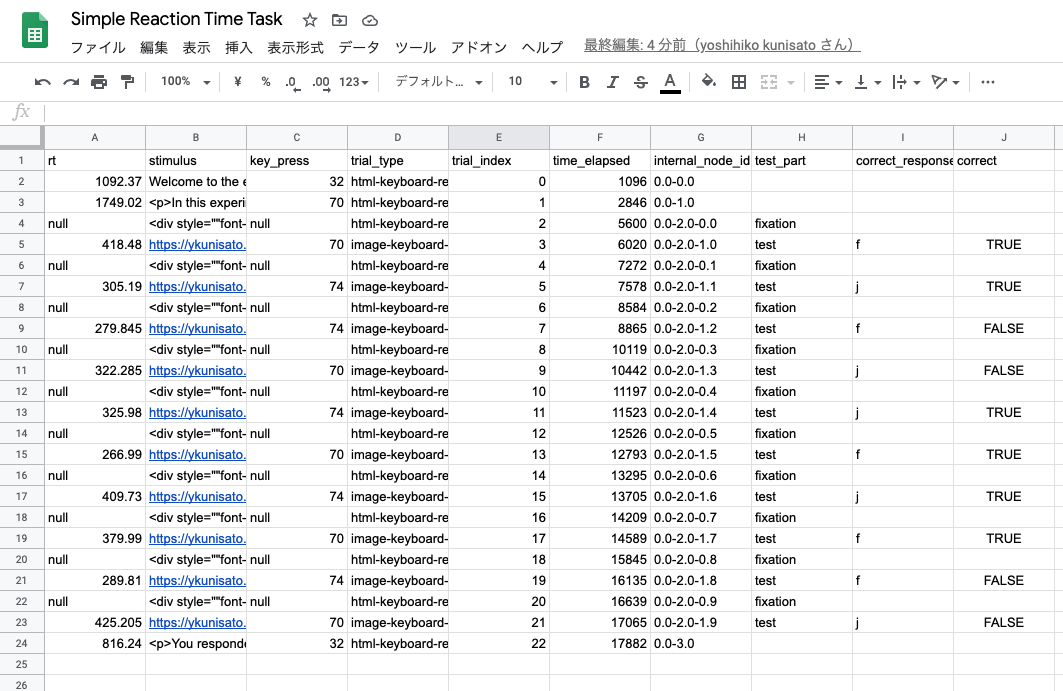 Simple Reaction Time Task
ファイル 編集 表示 挿入 表示形式 データ ツール アドオン ヘルプ 最終編集: 4 分前（yoshihiko kunisato さん）
100% ¥ % .0 .00 123 デフォルト... 10 B I S A ...
fx
A B C D E F G H I J
1 rt stimulus key_press trial_type trial_index time_elapsed internal_node_id test_part correct_response correct
2 1092.37 Welcome to the e 32 html-keyboard-re 0 1096 0.0-0.0
3 1749.02 <p>In this experi 70 html-keyboard-re 1 2846 0.0-1.0
4 null <div style=""font- null html-keyboard-re 2 5600 0.0-2.0-0.0 fixation
5 418.48 https://ykunisato. 70 image-keyboard- 3 6020 0.0-2.0-1.0 test f TRUE
6 null <div style=""font- null html-keyboard-re 4 7272 0.0-2.0-0.1 fixation
7 305.19 https://ykunisato. 74 image-keyboard- 5 7578 0.0-2.0-1.1 test j TRUE
8 null <div style=""font- null html-keyboard-re 6 8584 0.0-2.0-0.2 fixation
9 279.845 https://ykunisato. 74 image-keyboard- 7 8865 0.0-2.0-1.2 test f FALSE
10 null <div style=""font- null html-keyboard-re 8 10119 0.0-2.0-0.3 fixation
11 322.285 https://ykunisato. 70 image-keyboard- 9 10442 0.0-2.0-1.3 test j FALSE
12 null <div style=""font- null html-keyboard-re 10 11197 0.0-2.0-0.4 fixation
13 325.98 https://ykunisato. 74 image-keyboard- 11 11523 0.0-2.0-1.4 test j TRUE
14 null <div style=""font- null html-keyboard-re 12 12526 0.0-2.0-0.5 fixation
15 266.99 https://ykunisato. 70 image-keyboard- 13 12793 0.0-2.0-1.5 test f TRUE
16 null <div style=""font- null html-keyboard-re 14 13295 0.0-2.0-0.6 fixation
17 409.73 https://ykunisato. 74 image-keyboard- 15 13705 0.0-2.0-1.6 test j TRUE
18 null <div style=""font- null html-keyboard-re 16 14209 0.0-2.0-0.7 fixation
19 379.99 https://ykunisato. 70 image-keyboard- 17 14589 0.0-2.0-1.7 test f TRUE
20 null <div style=""font- null html-keyboard-re 18 15845 0.0-2.0-0.8 fixation
21 289.81 https://ykunisato. 74 image-keyboard- 19 16135 0.0-2.0-1.8 test f FALSE
22 null <div style=""font- null html-keyboard-re 20 16639 0.0-2.0-0.9 fixation
23 425.205 https://ykunisato. 70 image-keyboard- 21 17065 0.0-2.0-1.9 test j FALSE
24 816.24 <p>You responde 32 html-keyboard-re 22 17882 0.0-3.0
25
26